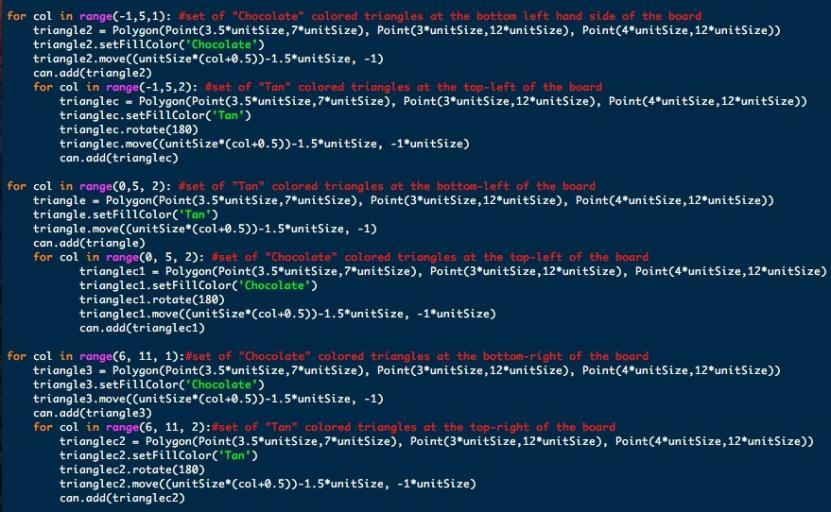 for col in range(-1,5,1): #set of "Chocolate" colored triangles at the bottom left hand side of the board
    triangle2 = Polygon(Point(3.5*unitSize,7*unitSize), Point(3*unitSize,12*unitSize), Point(4*unitSize,12*unitSize))
    triangle2.setFillColor('Chocolate')
    triangle2.move((unitSize*(col+0.5))-1.5*unitSize, -1)
    can.add(triangle2)
    for col in range(-1,5,2): #set of "Tan" colored triangles at the top-left of the board
        trianglec = Polygon(Point(3.5*unitSize,7*unitSize), Point(3*unitSize,12*unitSize), Point(4*unitSize,12*unitSize))
        trianglec.setFillColor('Tan')
        trianglec.rotate(180)
        trianglec.move((unitSize*(col+0.5))-1.5*unitSize, -1*unitSize)
        can.add(trianglec)

for col in range(0,5, 2): #set of "Tan" colored triangles at the bottom-left of the board
    triangle = Polygon(Point(3.5*unitSize,7*unitSize), Point(3*unitSize,12*unitSize), Point(4*unitSize,12*unitSize))
    triangle.setFillColor('Tan')
    triangle.move((unitSize*(col+0.5))-1.5*unitSize, -1)
    can.add(triangle)
    for col in range(0, 5, 2): #set of "Chocolate" colored triangles at the top-left of the board
           trianglec1 = Polygon(Point(3.5*unitSize,7*unitSize), Point(3*unitSize,12*unitSize), Point(4*unitSize,12*unitSize)
           trianglec1.setFillColor('Chocolate')
           trianglec1.rotate(180)
           trianglec1.move((unitSize*(col+0.5))-1.5*unitSize, -1*unitSize)
           can.add(trianglec1)

for col in range(6, 11, 1):#set of "Chocolate" colored triangles at the bottom-right of the board
    triangle3 = Polygon(Point(3.5*unitSize,7*unitSize), Point(3*unitSize,12*unitSize), Point(4*unitSize,12*unitSize))
    triangle3.setFillColor('Chocolate')
    triangle3.move((unitSize*(col+0.5))-1.5*unitSize, -1)
    can.add(triangle3)
    for col in range(6, 11, 2):#set of "Tan" colored triangles at the top-right of the board
        trianglec2 = Polygon(Point(3.5*unitSize,7*unitSize), Point(3*unitSize,12*unitSize), Point(4*unitSize,12*unitSize))
        trianglec2.setFillColor('Tan')
        trianglec2.rotate(180)
        trianglec2.move((unitSize*(col+0.5))-1.5*unitSize, -1*unitSize)
        can.add(trianglec2)